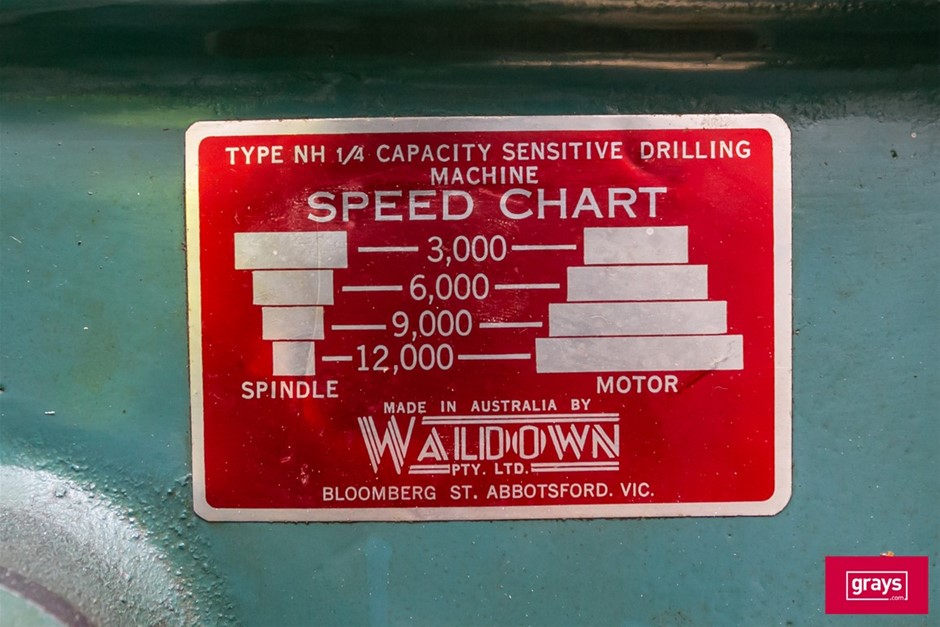 TYPE NH 1/4 CAPACITY SENSITIVE DRILLING
MACHINE
SPEED CHART
3,000
6,000
9,000
12,000
SPINDLE
MOTOR
MADE IN AUSTRALIA BY
WALDOWN
PTY. LTD.
BLOOMBERG ST. ABBOTSFORD. VIC.
grays
.com